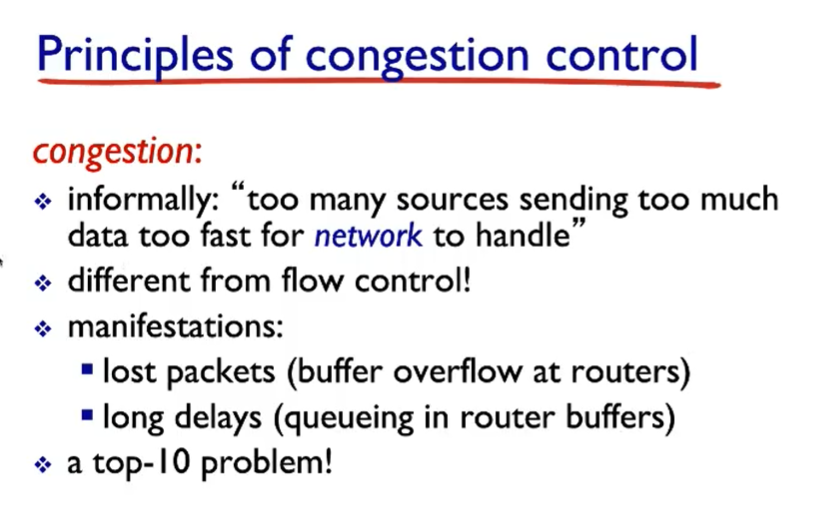 Principles of congestion control
congestion:
❖ informally: “too many sources sending too much
data too fast for network to handle”
❖ different from flow control!
❖ manifestations:
▪ lost packets (buffer overflow at routers)
▪ long delays (queueing in router buffers)
❖ a top-10 problem!